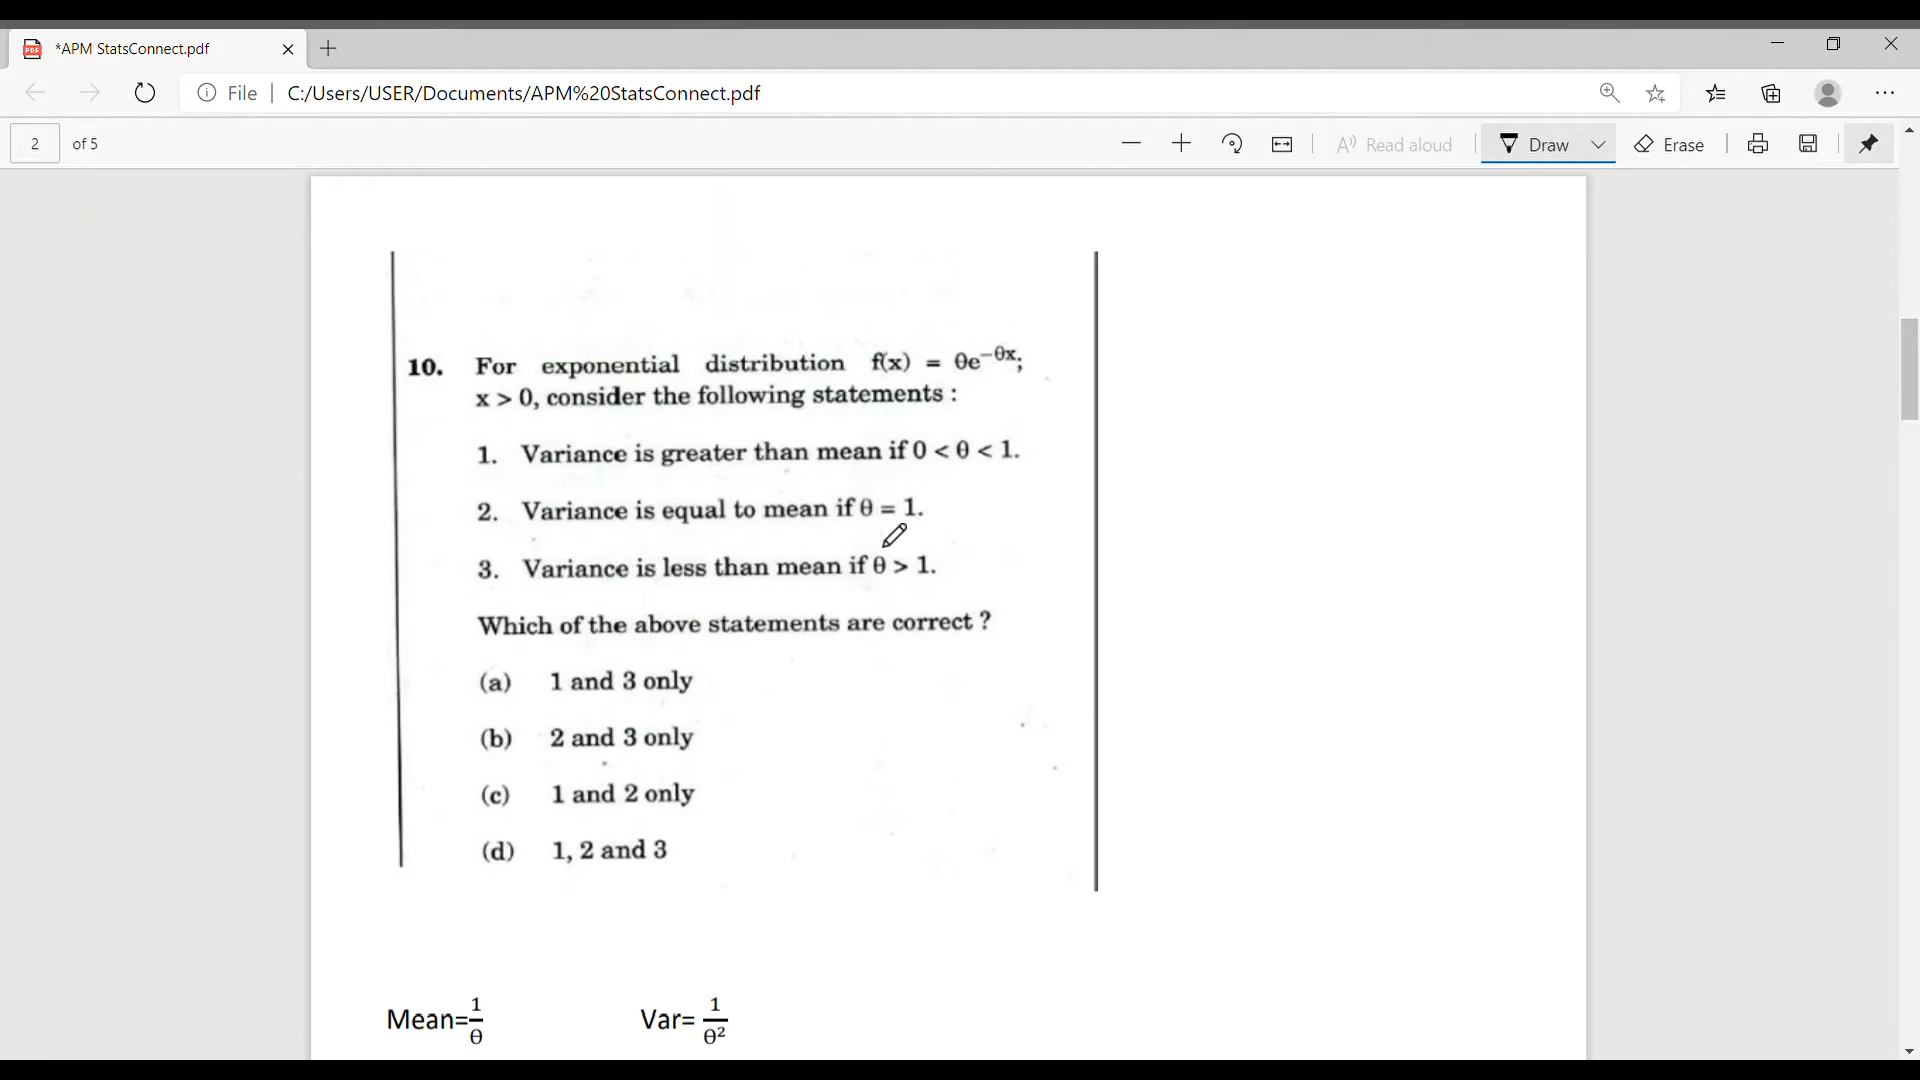 *APM StatsConnect.pdf
File | C:/Users/USER/Documents/APM%20StatsConnect.pdf
2 of 5
Read aloud
Draw
Erase
10. For exponential distribution f(x) = θe^{-θx};
x > 0, consider the following statements :
1. Variance is greater than mean if 0 < θ < 1.
2. Variance is equal to mean if θ = 1.
3. Variance is less than mean if θ > 1.
Which of the above statements are correct ?
(a) 1 and 3 only
(b) 2 and 3 only
(c) 1 and 2 only
(d) 1, 2 and 3
Mean=1/θ Var= 1/θ²